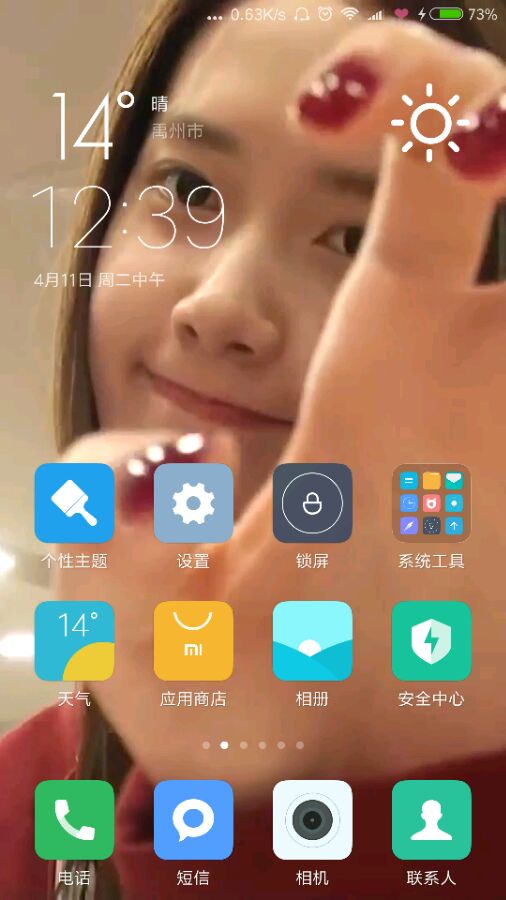 0.63K/s 73%
14° 晴
禹州市
12:39
4月11日 周二中午
个性主题 设置 锁屏 系统工具
14°
mi
天气 应用商店 相册 安全中心
电话 短信 相机 联系人